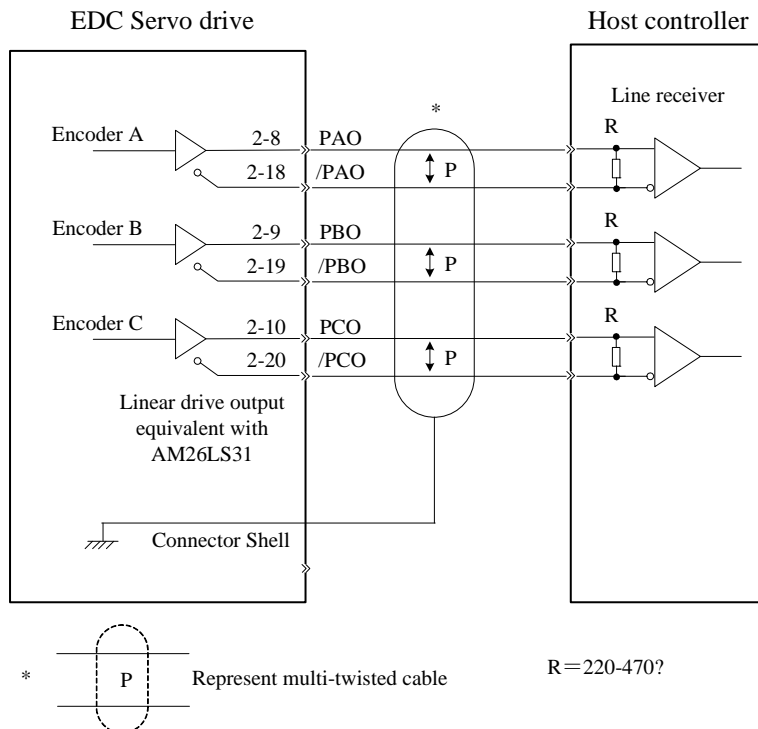 EDC Servo drive
Host controller
*
Line receiver
Encoder A
2-8
PAO
R
2-18
/PAO
P
Encoder B
2-9
PBO
R
2-19
/PBO
P
Encoder C
2-10
PCO
R
2-20
/PCO
P
Linear drive output
equivalent with
AM26LS31
Connector Shell
*
P
Represent multi-twisted cable
R=220-470?